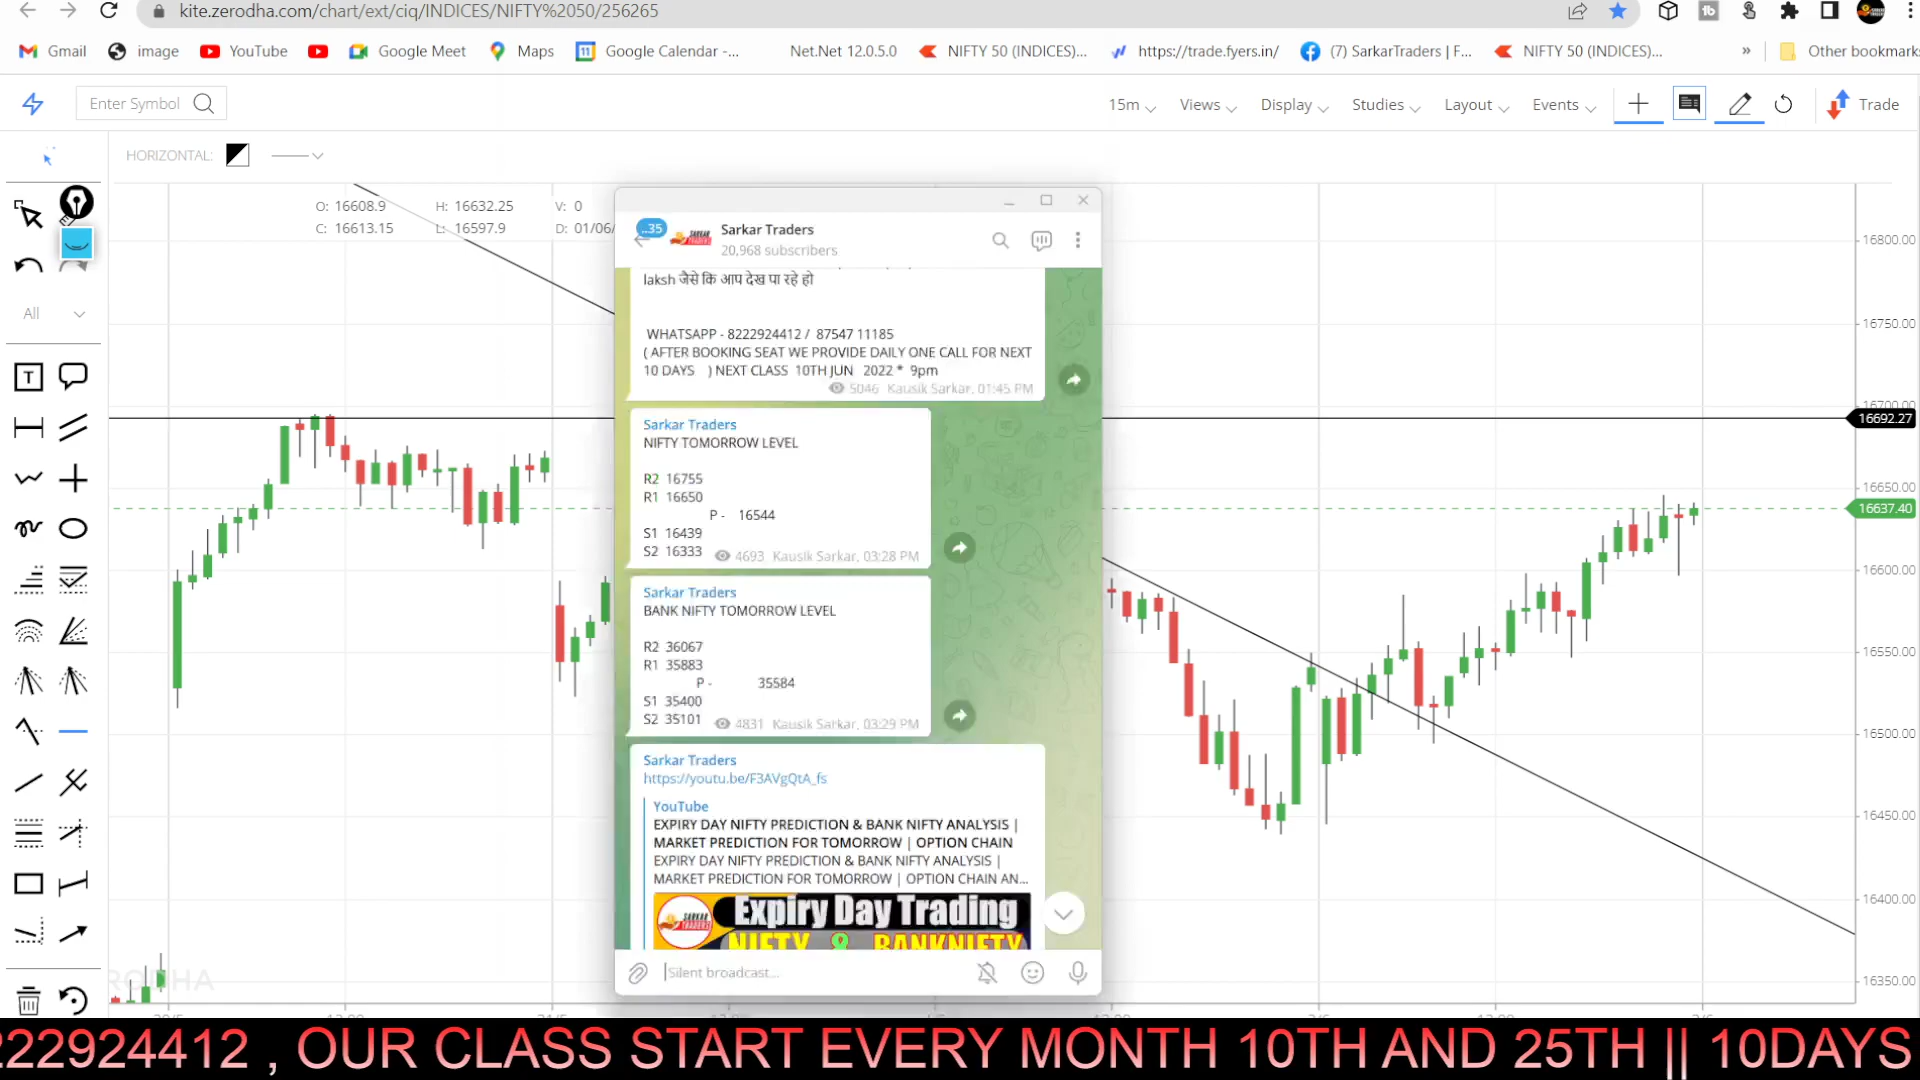 kite.zerodha.com/chart/ext/ciq/INDICES/NIFTY%2050/256265
Gmail image YouTube Google Meet Maps Google Calendar -... Net.Net 12.0.5.0 NIFTY 50 (INDICES)... https://trade.fyers.in/ (7) SarkarTraders | F... NIFTY 50 (INDICES)... » Other bookmarks
Enter Symbol 15m Views Display Studies Layout Events Trade
HORIZONTAL:
O: 16608.9 H: 16632.25 V: 0
C: 16613.15 L: 16597.9 D: 01/06/
All
T
..35
Sarkar Traders
20,968 subscribers
laksh जैसे कि आप देख पा रहे हो
WHATSAPP - 8222924412 / 87547 11185
( AFTER BOOKING SEAT WE PROVIDE DAILY ONE CALL FOR NEXT
10 DAYS ) NEXT CLASS 10TH JUN 2022 * 9pm
5046 Kausik Sarkar, 01:45 PM
Sarkar Traders
NIFTY TOMORROW LEVEL
R2 16755
R1 16650
P - 16544
S1 16439
S2 16333 4693 Kausik Sarkar, 03:28 PM
Sarkar Traders
BANK NIFTY TOMORROW LEVEL
R2 36067
R1 35883
P - 35584
S1 35400
S2 35101 4831 Kausik Sarkar, 03:29 PM
Sarkar Traders
https://youtu.be/F3AVgQtA_fs
YouTube
EXPIRY DAY NIFTY PREDICTION & BANK NIFTY ANALYSIS |
MARKET PREDICTION FOR TOMORROW | OPTION CHAIN
EXPIRY DAY NIFTY PREDICTION & BANK NIFTY ANALYSIS |
MARKET PREDICTION FOR TOMORROW | OPTION CHAIN AN...
SARKAR TRADERS
Expiry Day Trading
NIFTY & BANKNIFTY
Silent broadcast...
16800.00
16750.00
16700.00
16692.27
16650.00
16637.40
16600.00
16550.00
16500.00
16450.00
16400.00
16350.00
222924412 , OUR CLASS START EVERY MONTH 10TH AND 25TH || 10DAYS